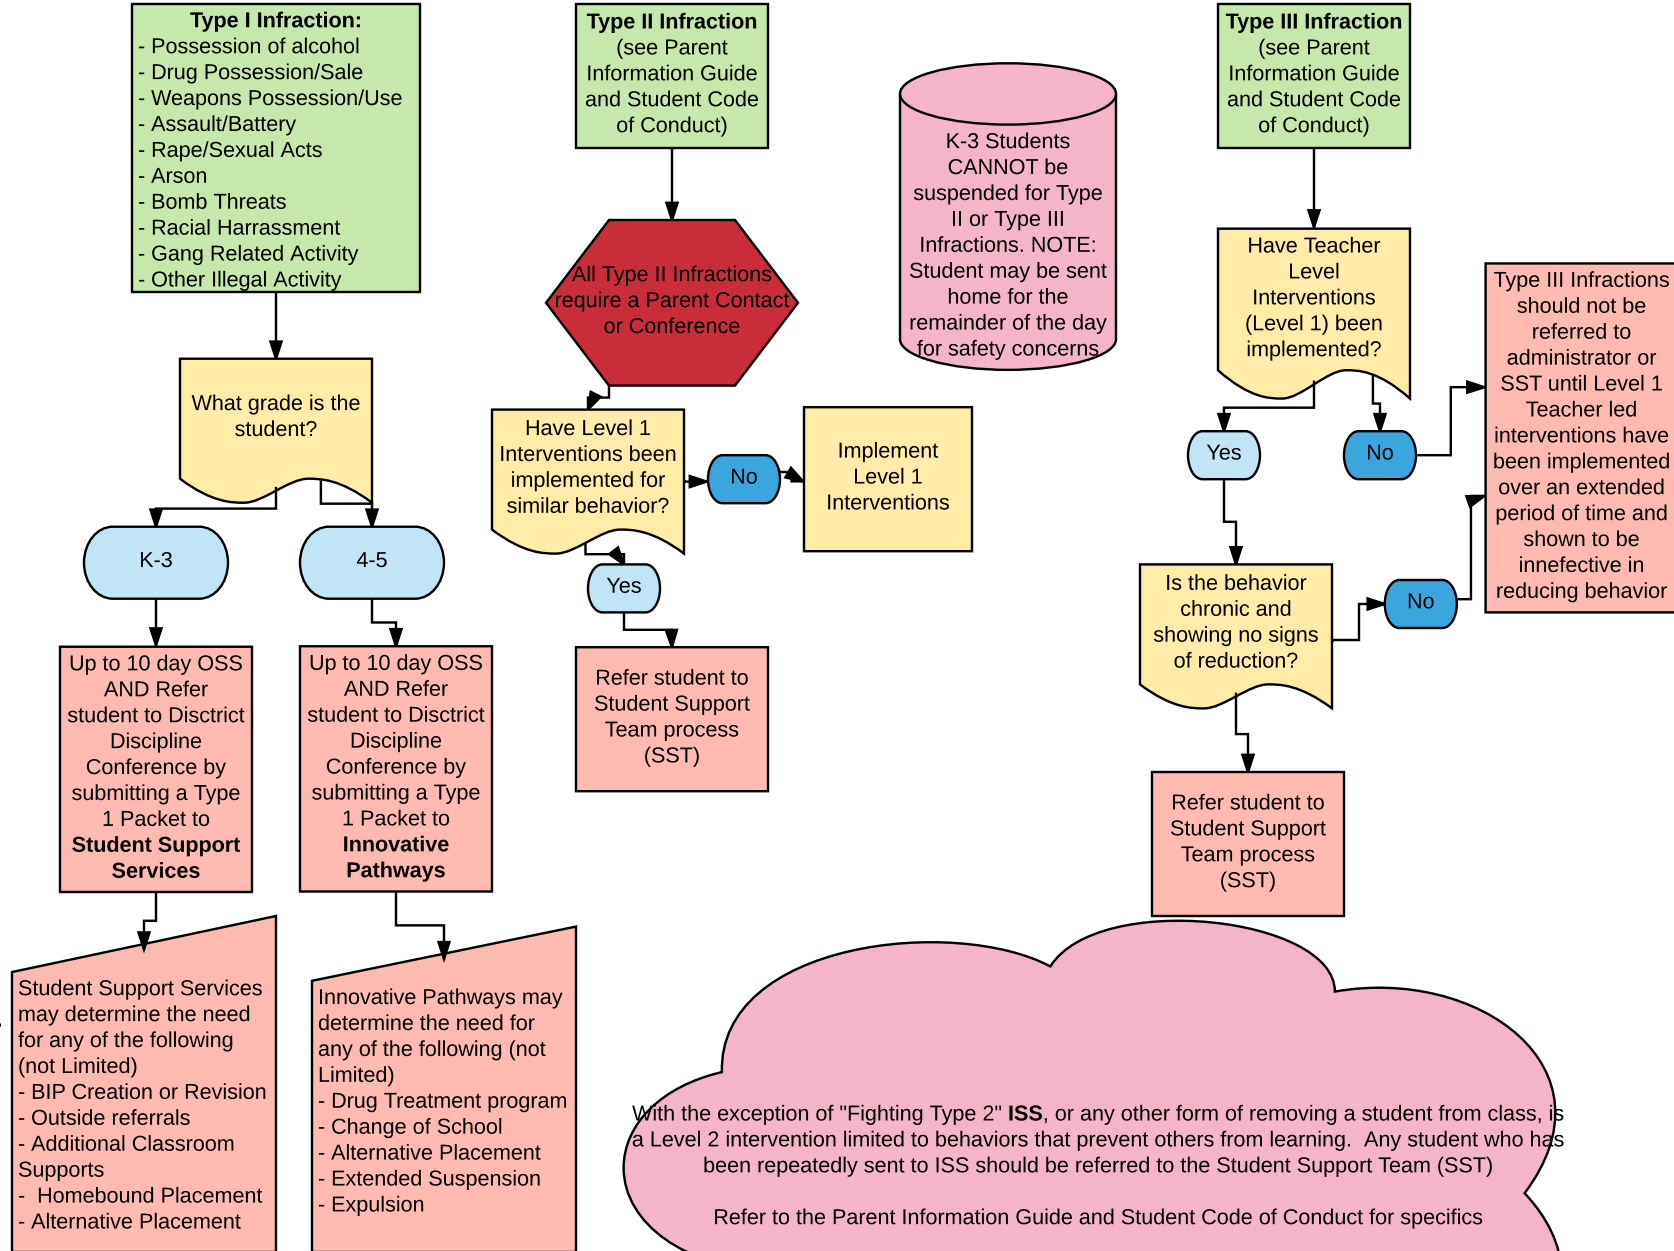 Type I Infraction:
- Possession of alcohol
- Drug Possession/Sale
- Weapons Possession/Use
- Assault/Battery
- Rape/Sexual Acts
- Arson
- Bomb Threats
- Racial Harrassment
- Gang Related Activity
- Other Illegal Activity
What grade is the
student?
K-3
4-5
Up to 10 day OSS
AND Refer
student to Disctrict
Discipline
Conference by
submitting a Type
1 Packet to
Student Support
Services
Up to 10 day OSS
AND Refer
student to Disctrict
Discipline
Conference by
submitting a Type
1 Packet to
Innovative
Pathways
Student Support Services
may determine the need
for any of the following
(not Limited)
- BIP Creation or Revision
- Outside referrals
- Additional Classroom
Supports
-  Homebound Placement
- Alternative Placement
Innovative Pathways may
determine the need for
any of the following (not
Limited)
- Drug Treatment program
- Change of School
- Alternative Placement
- Extended Suspension
- Expulsion
Type II Infraction
(see Parent
Information Guide
and Student Code
of Conduct)
All Type II Infractions
require a Parent Contact
or Conference
Have Level 1
Interventions been
implemented for
similar behavior?
No
Implement
Level 1
Interventions
Yes
Refer student to
Student Support
Team process
(SST)
K-3 Students
CANNOT be
suspended for Type
II or Type III
Infractions. NOTE:
Student may be sent
home for the
remainder of the day
for safety concerns
Type III Infraction
(see Parent
Information Guide
and Student Code
of Conduct)
Have Teacher
Level
Interventions
(Level 1) been
implemented?
Yes
No
Type III Infractions
should not be
referred to
administrator or
SST until Level 1
Teacher led
interventions have
been implemented
over an extended
period of time and
shown to be
innefective in
reducing behavior
Is the behavior
chronic and
showing no signs
of reduction?
No
Refer student to
Student Support
Team process
(SST)
With the exception of "Fighting Type 2" ISS, or any other form of removing a student from class, is
a Level 2 intervention limited to behaviors that prevent others from learning.  Any student who has
been repeatedly sent to ISS should be referred to the Student Support Team (SST)
Refer to the Parent Information Guide and Student Code of Conduct for specifics